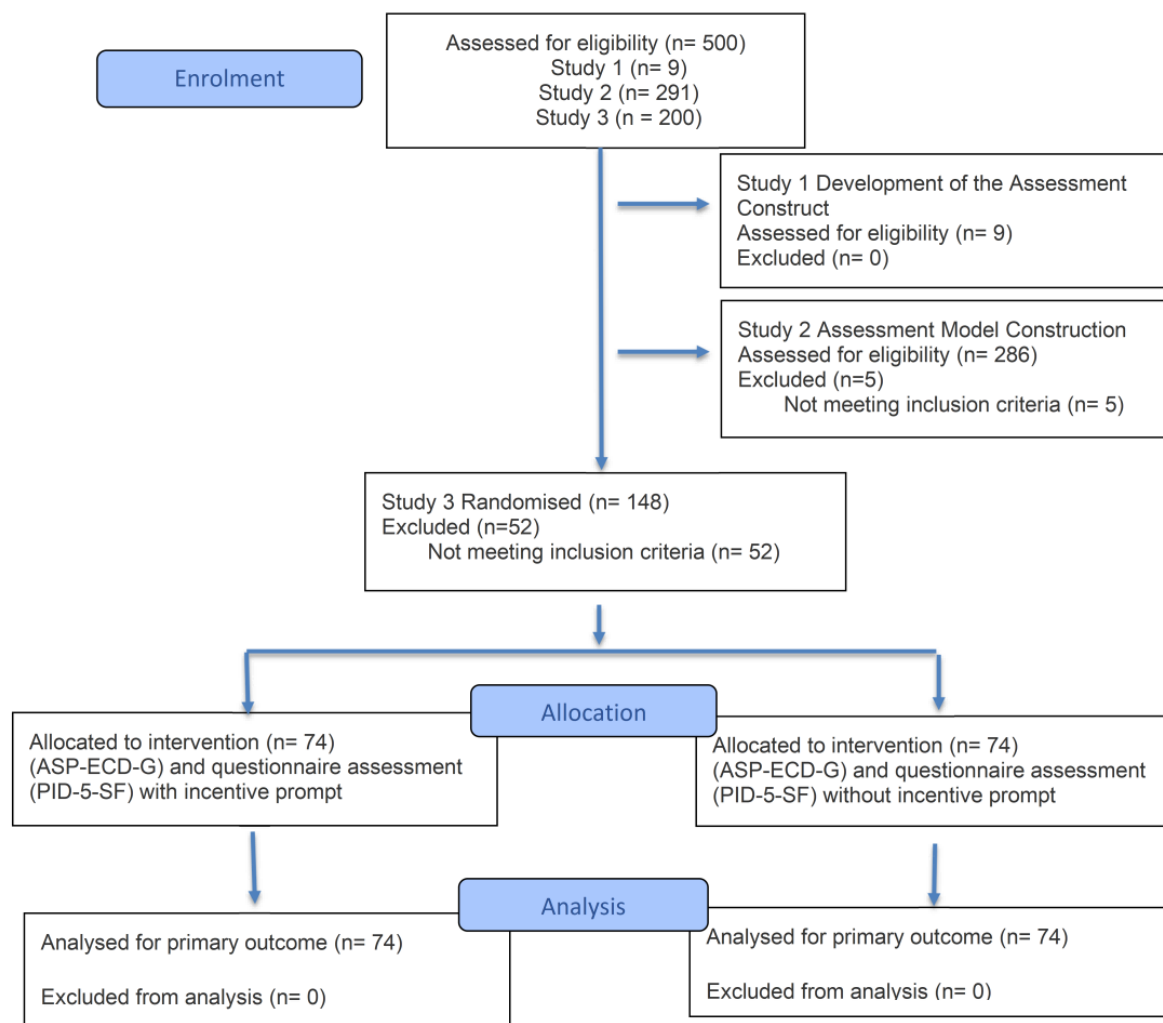 Enrolment
Assessed for eligibility (n= 500)
Study 1 (n= 9)
Study 2 (n= 291)
Study 3 (n = 200)
Study 1 Development of the Assessment
Construct
Assessed for eligibility (n= 9)
Excluded (n= 0)
Study 2 Assessment Model Construction
Assessed for eligibility (n= 286)
Excluded (n=5)
Not meeting inclusion criteria (n= 5)
Study 3 Randomised (n= 148)
Excluded (n=52)
Not meeting inclusion criteria (n= 52)
Allocation
Allocated to intervention (n= 74)
(ASP-ECD-G) and questionnaire assessment
(PID-5-SF) with incentive prompt
Allocated to intervention (n= 74)
(ASP-ECD-G) and questionnaire assessment
(PID-5-SF) without incentive prompt
Analysis
Analysed for primary outcome (n= 74)
Excluded from analysis (n= 0)
Analysed for primary outcome (n= 74)
Excluded from analysis (n= 0)